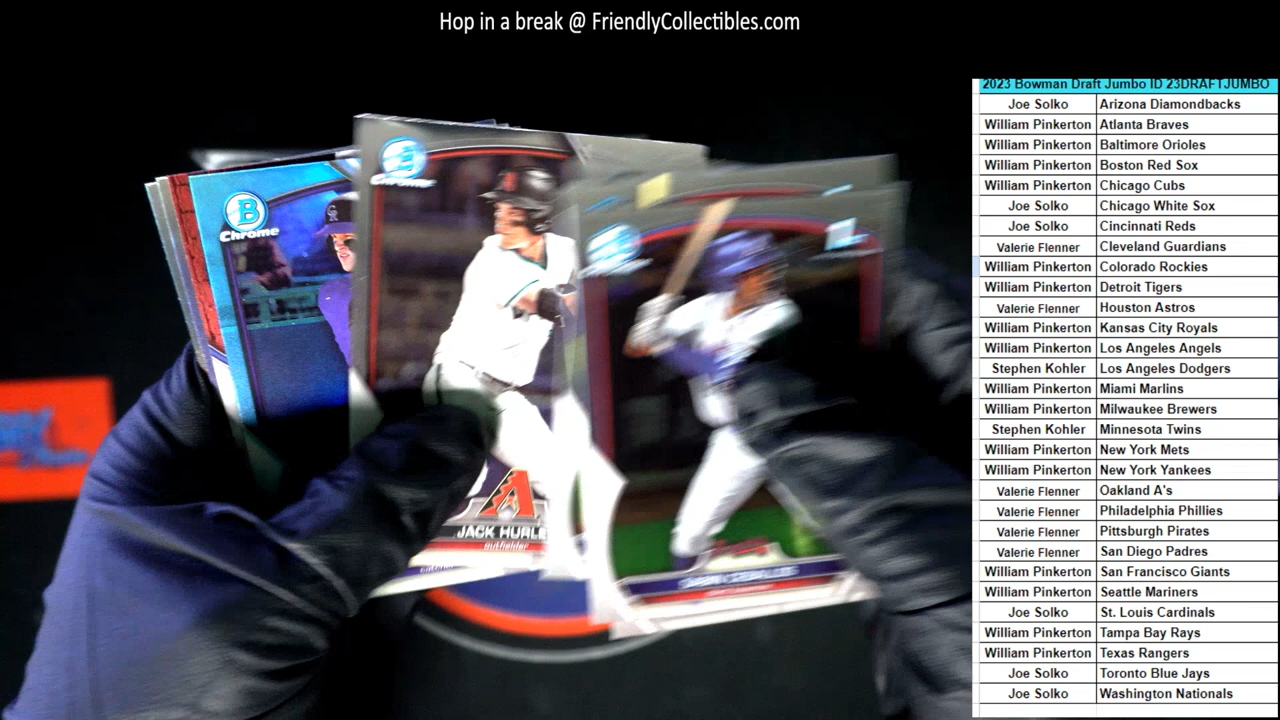 Hop in a break @ FriendlyCollectibles.com
2023 Bowman Draft Jumbo ID 23DRAFTJUMBO
Joe Solko Arizona Diamondbacks
William Pinkerton Atlanta Braves
William Pinkerton Baltimore Orioles
William Pinkerton Boston Red Sox
William Pinkerton Chicago Cubs
Joe Solko Chicago White Sox
Joe Solko Cincinnati Reds
Valerie Flenner Cleveland Guardians
William Pinkerton Colorado Rockies
William Pinkerton Detroit Tigers
Valerie Flenner Houston Astros
William Pinkerton Kansas City Royals
William Pinkerton Los Angeles Angels
Stephen Kohler Los Angeles Dodgers
William Pinkerton Miami Marlins
William Pinkerton Milwaukee Brewers
Stephen Kohler Minnesota Twins
William Pinkerton New York Mets
William Pinkerton New York Yankees
Valerie Flenner Oakland A's
Valerie Flenner Philadelphia Phillies
Valerie Flenner Pittsburgh Pirates
Valerie Flenner San Diego Padres
William Pinkerton San Francisco Giants
William Pinkerton Seattle Mariners
Joe Solko St. Louis Cardinals
William Pinkerton Tampa Bay Rays
William Pinkerton Texas Rangers
Joe Solko Toronto Blue Jays
Joe Solko Washington Nationals
B
Chrome
CR
B
Chrome
A
JACK HURLE
outfielder